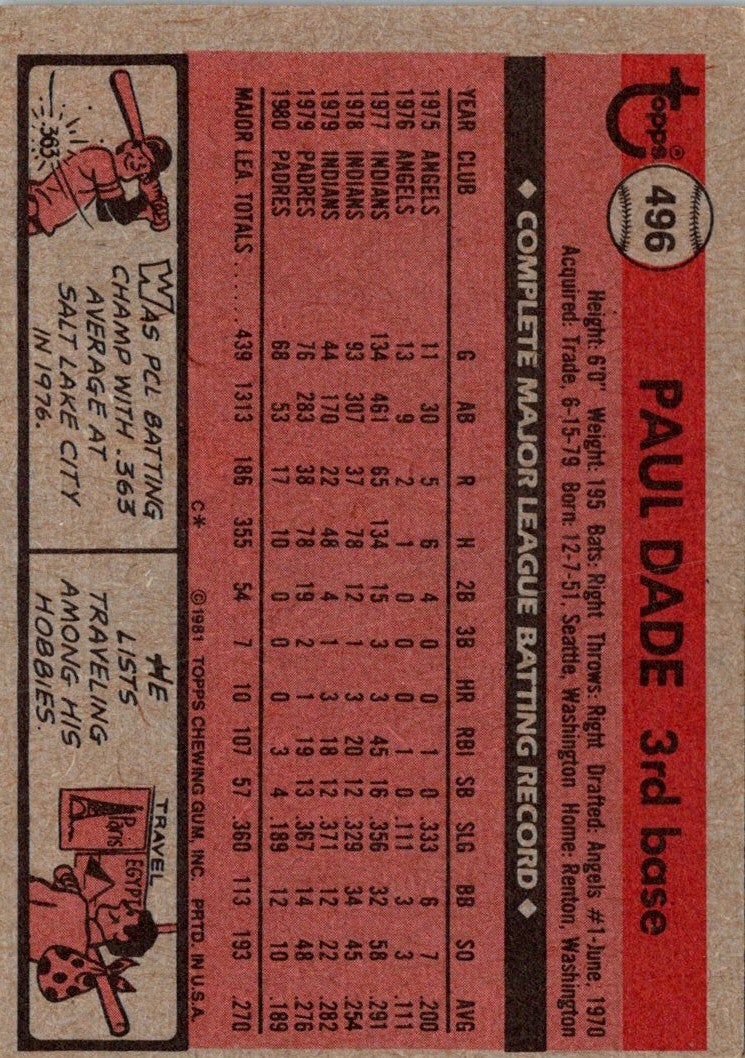 topps®
496
PAUL DADE 3rd base
Height: 6'0" Weight: 195 Bats: Right Throws: Right Drafted: Angels #1-June, 1970
Acquired: Trade, 6-15-79 Born: 12-7-51, Seattle, Washington Home: Renton, Washington
◆ COMPLETE MAJOR LEAGUE BATTING RECORD ◆
YEAR CLUB G AB R H 2B 3B HR RBI SB SLG BB SO AVG
1975 ANGELS 11 30 5 6 4 0 0 1 0 .333 6 7 .200
1976 ANGELS 13 9 2 1 0 0 0 1 0 .111 3 3 .111
1977 INDIANS 134 461 65 134 15 3 3 45 16 .356 32 58 .291
1978 INDIANS 93 307 37 78 12 1 3 20 12 .329 34 45 .254
1979 INDIANS 44 170 22 48 4 1 3 18 12 .371 12 22 .282
1979 PADRES 76 283 38 78 19 2 1 19 13 .367 14 48 .276
1980 PADRES 68 53 17 10 0 0 0 3 4 .189 12 10 .189
MAJOR LEA. TOTALS..... 439 1313 186 355 54 7 10 107 57 .360 113 193 .270
C* ©1981 TOPPS CHEWING GUM, INC. PRTD. IN U.S.A.
.363
WAS PCL BATTING
CHAMP WITH .363
AVERAGE AT
SALT LAKE CITY
IN 1976.
HE
LISTS
TRAVELING
AMONG HIS
HOBBIES.
TRAVEL
Paris
EGYPT